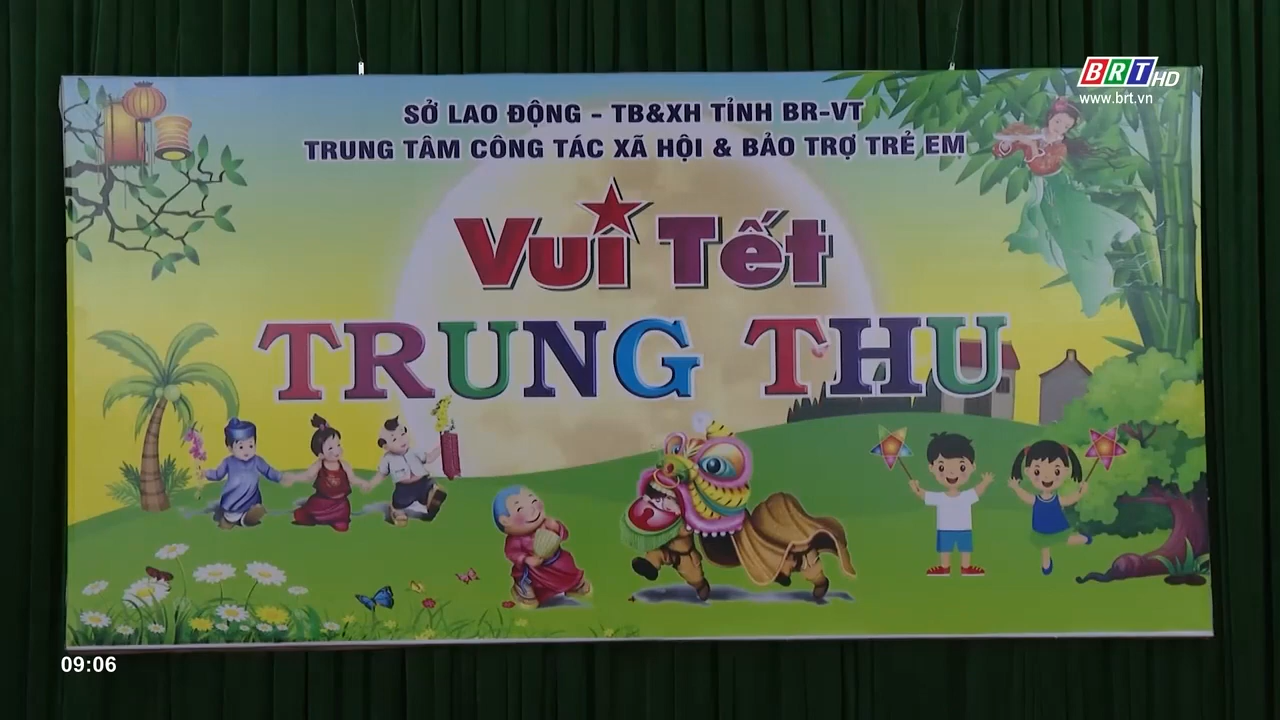 BRT HD
www.brt.vn
SỞ LAO ĐỘNG - TB&XH TỈNH BR-VT
TRUNG TÂM CÔNG TÁC XÃ HỘI & BẢO TRỢ TRẺ EM
Vui Tết
TRUNG THU
09:06